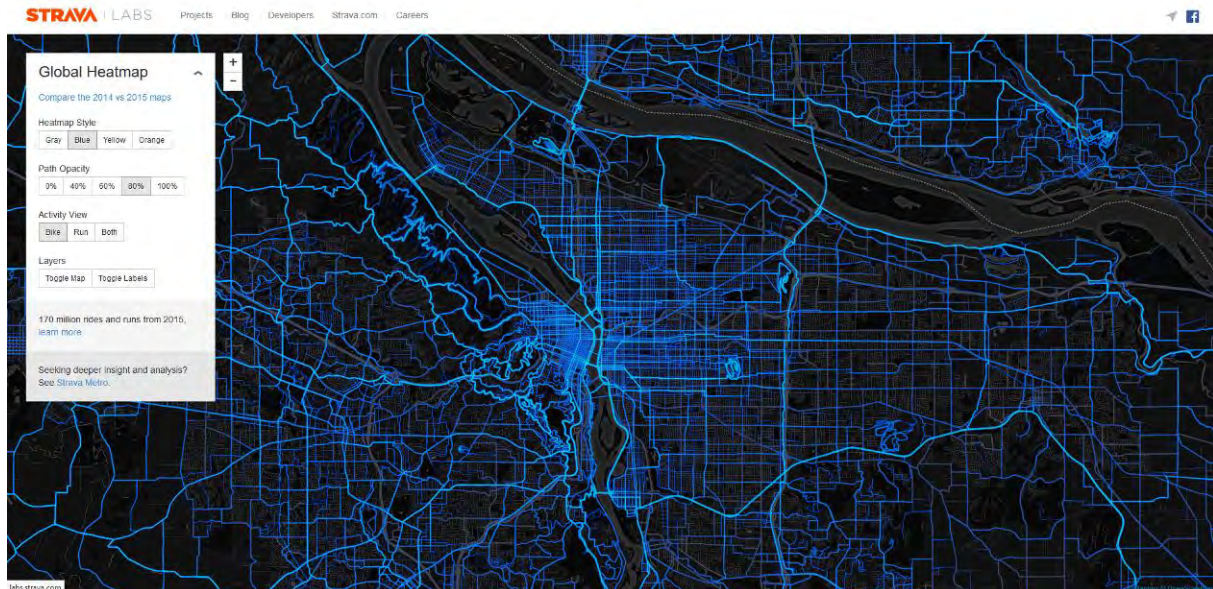 STRAVA | LABS Projects Blog Developers Strava.com Careers
Global Heatmap
+
-
Compare the 2014 vs 2015 maps
Heatmap Style
Gray Blue Yellow Orange
Path Opacity
0% 40% 60% 80% 100%
Activity View
Bike Run Both
Layers
Toggle Map Toggle Labels
170 million rides and runs from 2015,
learn more
Seeking deeper insight and analysis?
See Strava Metro.
labs.strava.com